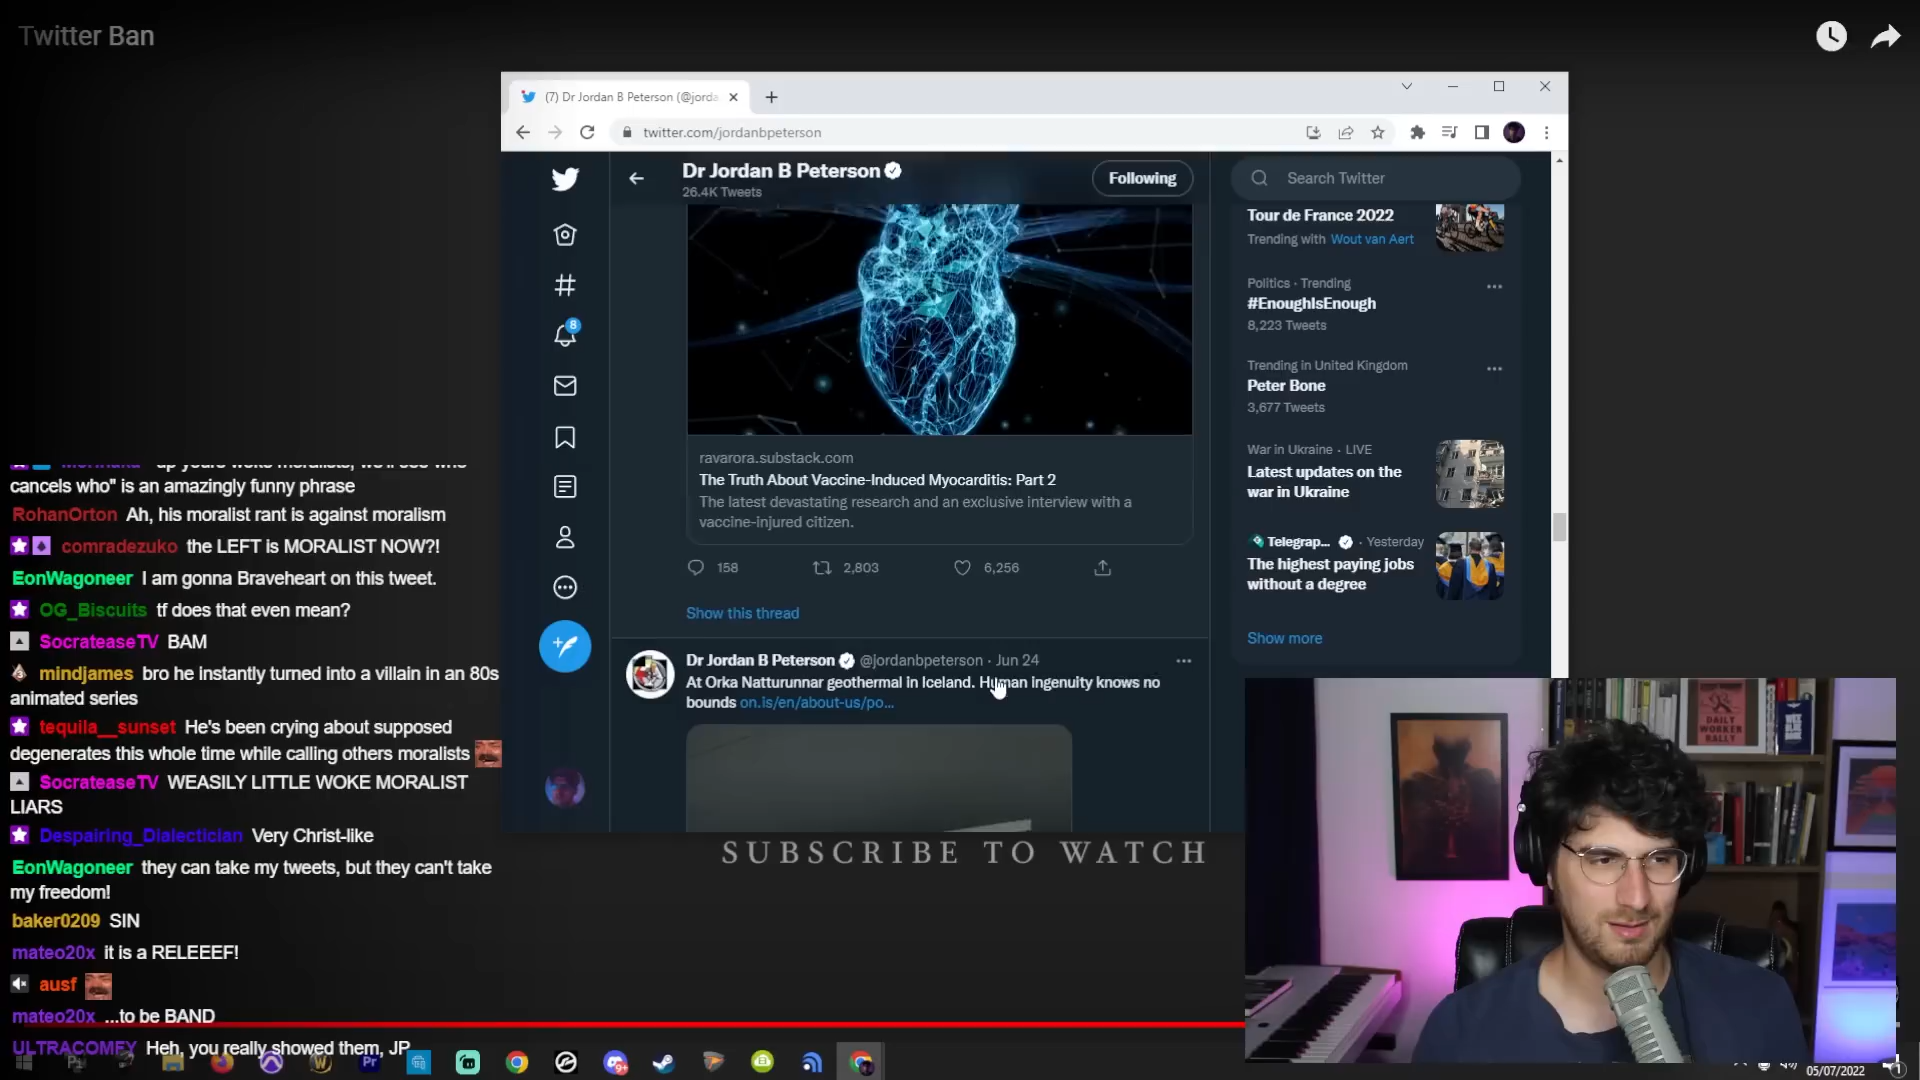 Twitter Ban
(7) Dr Jordan B Peterson (@jorda
twitter.com/jordanbpeterson
Dr Jordan B Peterson
26.4K Tweets
Following
Search Twitter
Tour de France 2022
Trending with Wout van Aert
Politics · Trending
#EnoughIsEnough
8,223 Tweets
Trending in United Kingdom
Peter Bone
3,677 Tweets
War in Ukraine · LIVE
Latest updates on the
war in Ukraine
Telegrap... · Yesterday
The highest paying jobs
without a degree
Show more
8
ravarora.substack.com
The Truth About Vaccine-Induced Myocarditis: Part 2
The latest devastating research and an exclusive interview with a
vaccine-injured citizen.
158 2,803 6,256
Show this thread
Dr Jordan B Peterson @jordanbpeterson · Jun 24
At Orka Natturunnar geothermal in Iceland. Human ingenuity knows no
bounds on.is/en/about-us/po...
SUBSCRIBE TO WATCH
cancels who" is an amazingly funny phrase
RohanOrton Ah, his moralist rant is against moralism
comradezuko the LEFT is MORALIST NOW?!
EonWagoneer I am gonna Braveheart on this tweet.
OG_Biscuits tf does that even mean?
SocrateaseTV BAM
mindjames bro he instantly turned into a villain in an 80s
animated series
tequila__sunset He's been crying about supposed
degenerates this whole time while calling others moralists
SocrateaseTV WEASILY LITTLE WOKE MORALIST
LIARS
Despairing_Dialectician Very Christ-like
EonWagoneer they can take my tweets, but they can't take
my freedom!
baker0209 SIN
mateo20x it is a RELEEEF!
ausf
mateo20x ...to be BAND
ULTRACOMFY Heh, you really showed them, JP
DAILY
WORKER
RALLY
Pr
9+
05/07/2022
1